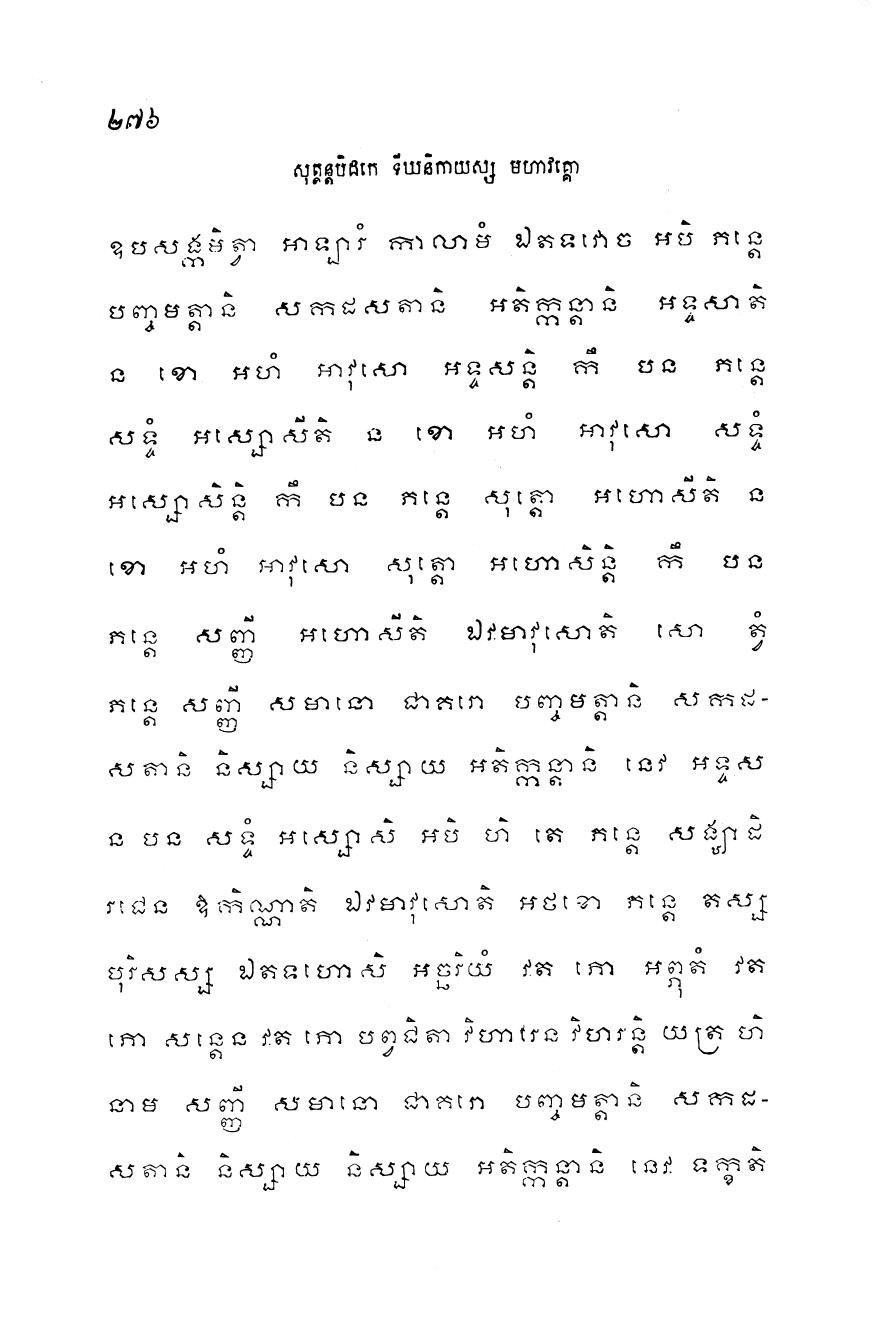 ២៧៦
សុត្តន្តបិដកេ ទីឃនិកាយស្ស មហាវគ្គោ
ឧបសង្កមិត្វា អាឡារំ កាលាមំ ឯតទវោច អបិ ភន្តេ
បញ្ចមត្តានិ សកដសតានិ អតិក្កន្តានិ អទ្ទសាតិ
ន ខោ អហំ អាវុសោ អទ្ទសន្តិ កឹ បន ភន្តេ
សទ្ទំ អស្សោសីតិ ន ខោ អហំ អាវុសោ សទ្ទំ
អស្សោសិន្តិ កឹ បន ភន្តេ សុត្តោ អហោសីតិ ន
ខោ អហំ អាវុសោ សុត្តោ អហោសិន្តិ កឹ បន
ភន្តេ សញ្ញី អហោសីតិ ឯវមាវុសោតិ សោ ត្វំ
ភន្តេ សញ្ញី សមានោ ជាគរោ បញ្ចមត្តានិ សកដ-
សតានិ និស្សាយ និស្សាយ អតិក្កន្តានិ នេវ អទ្ទស
ន បន សទ្ទំ អស្សោសិ អបិ ហិ តេ ភន្តេ សង្ឃាដិ
រជេន ឱកិណ្ណាតិ ឯវមាវុសោតិ អថខោ ភន្តេ តស្ស
បុរិសស្ស ឯតទហោសិ អច្ឆរិយំ វត ភោ អព្ភុតំ វត
ភោ សន្តេន វត ភោ បព្វជិតា វិហារេន វិហរន្តិ យត្រ ហិ
នាម សញ្ញី សមានោ ជាគរោ បញ្ចមត្តានិ សកដ-
សតានិ និស្សាយ និស្សាយ អតិក្កន្តានិ នេវ ទក្ខតិ